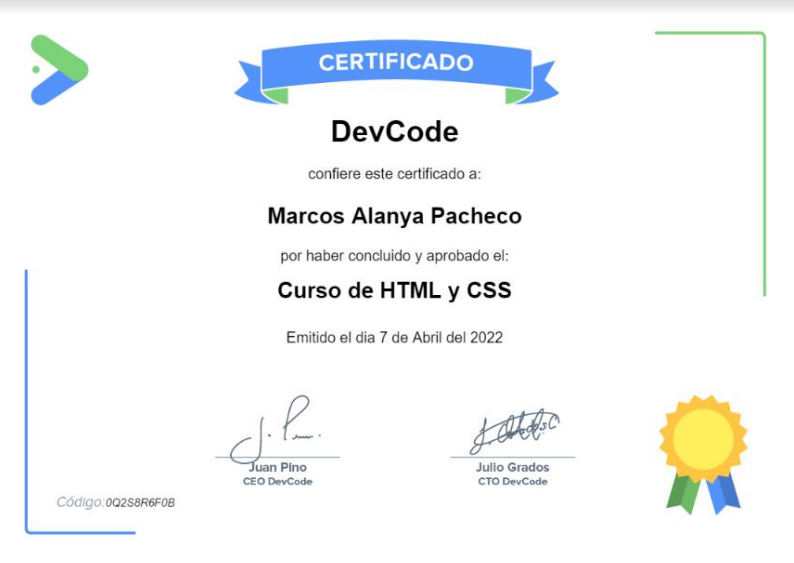 CERTIFICADO
DevCode
confiere este certificado a:
Marcos Alanya Pacheco
por haber concluido y aprobado el:
Curso de HTML y CSS
Emitido el dia 7 de Abril del 2022
Juan Pino
CEO DevCode
Julio Grados
CTO DevCode
Código: 0Q2S8R6F0B